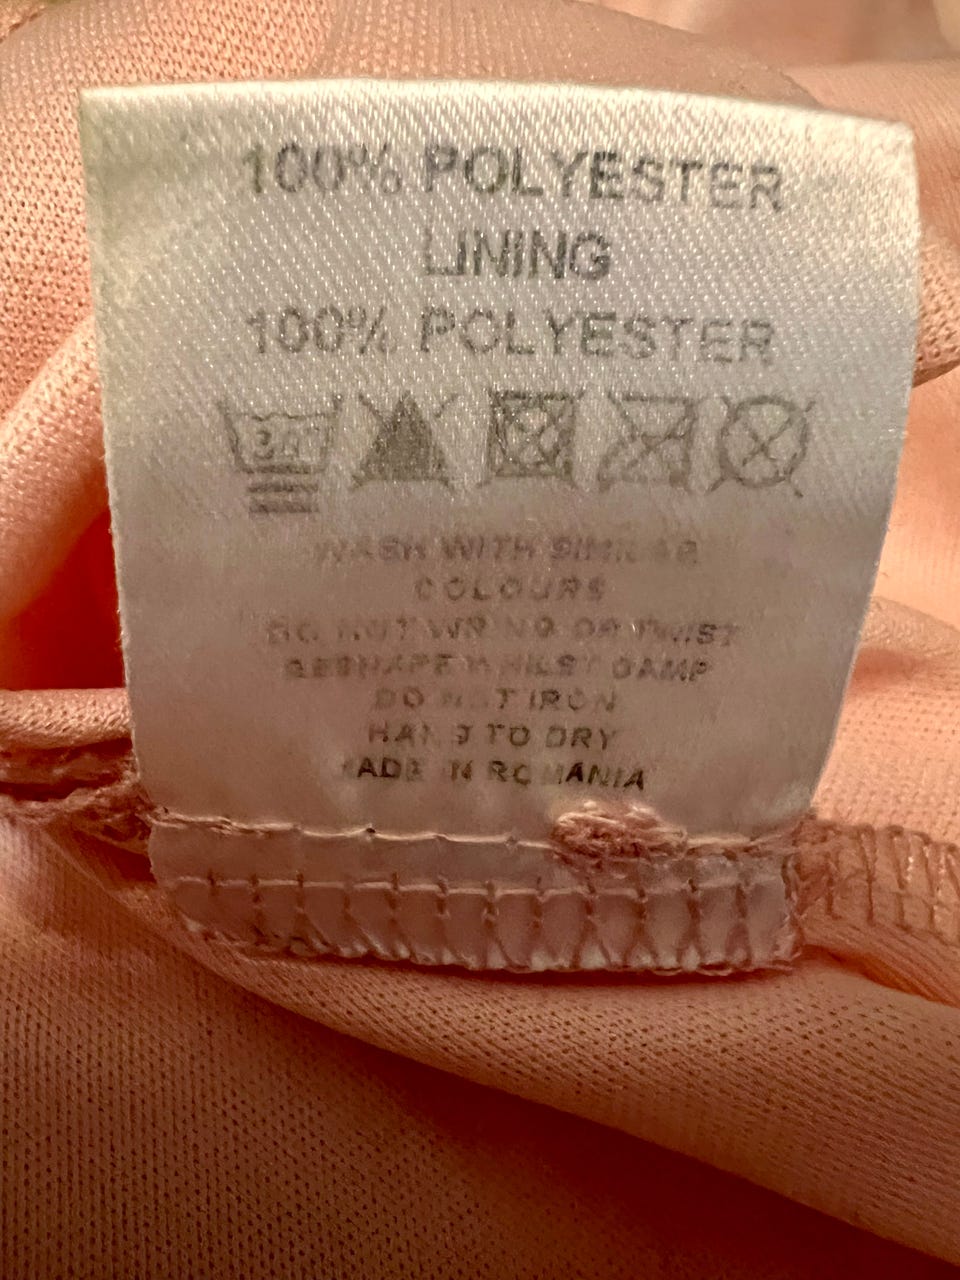 100% POLYESTER
LINING
100% POLYESTER
30°
WASH WITH SIMILAR
COLOURS
DO NOT WRING OR TWIST
RESHAPE WHILST DAMP
DO NOT IRON
HANG TO DRY
MADE IN ROMANIA